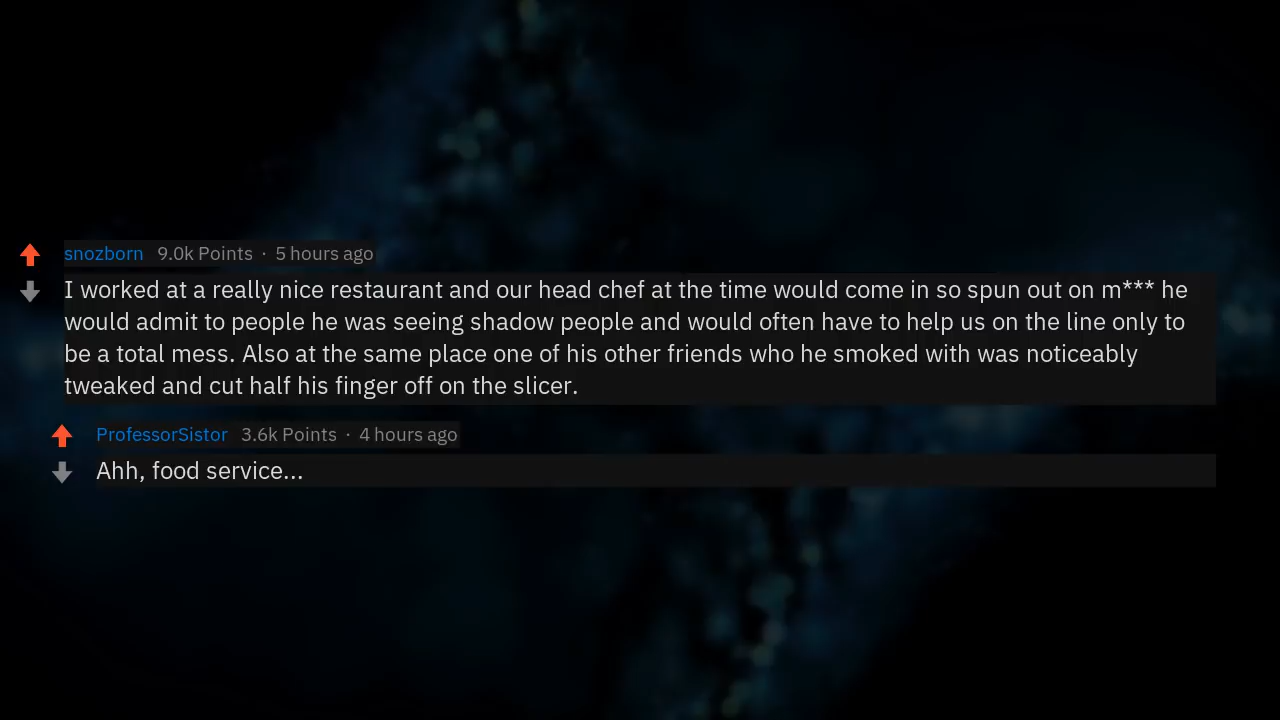 snozborn 9.0k Points · 5 hours ago
I worked at a really nice restaurant and our head chef at the time would come in so spun out on m*** he
would admit to people he was seeing shadow people and would often have to help us on the line only to
be a total mess. Also at the same place one of his other friends who he smoked with was noticeably
tweaked and cut half his finger off on the slicer.
ProfessorSistor 3.6k Points · 4 hours ago
Ahh, food service...